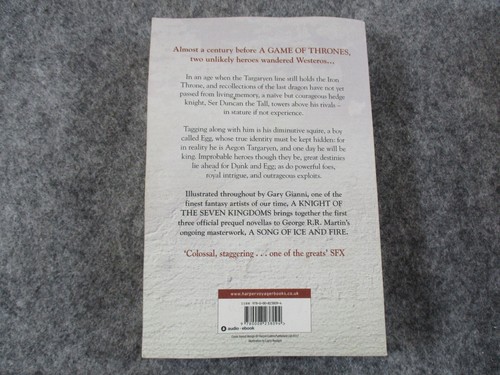 Almost a century before A GAME OF THRONES,
two unlikely heroes wandered Westeros...
In an age when the Targaryen line still holds the Iron
Throne, and recollections of the last dragon have not yet
passed from living memory, a naïve but courageous hedge
knight, Ser Duncan the Tall, towers above his rivals –
in stature if not experience.
Tagging along with him is his diminutive squire, a boy
called Egg, whose true identity must be kept hidden: for
in reality he is Aegon Targaryen, and one day he will be
king. Improbable heroes though they be, great destinies
lie ahead for Dunk and Egg; as do powerful foes,
royal intrigue, and outrageous exploits.
Illustrated throughout by Gary Gianni, one of the
finest fantasy artists of our time, A KNIGHT OF
THE SEVEN KINGDOMS brings together the first
three official prequel novellas to George R.R. Martin's
ongoing masterwork, A SONG OF ICE AND FIRE.
'Colossal, staggering . . . one of the greats' SFX
www.harpervoyagerbooks.co.uk
audio · ebook